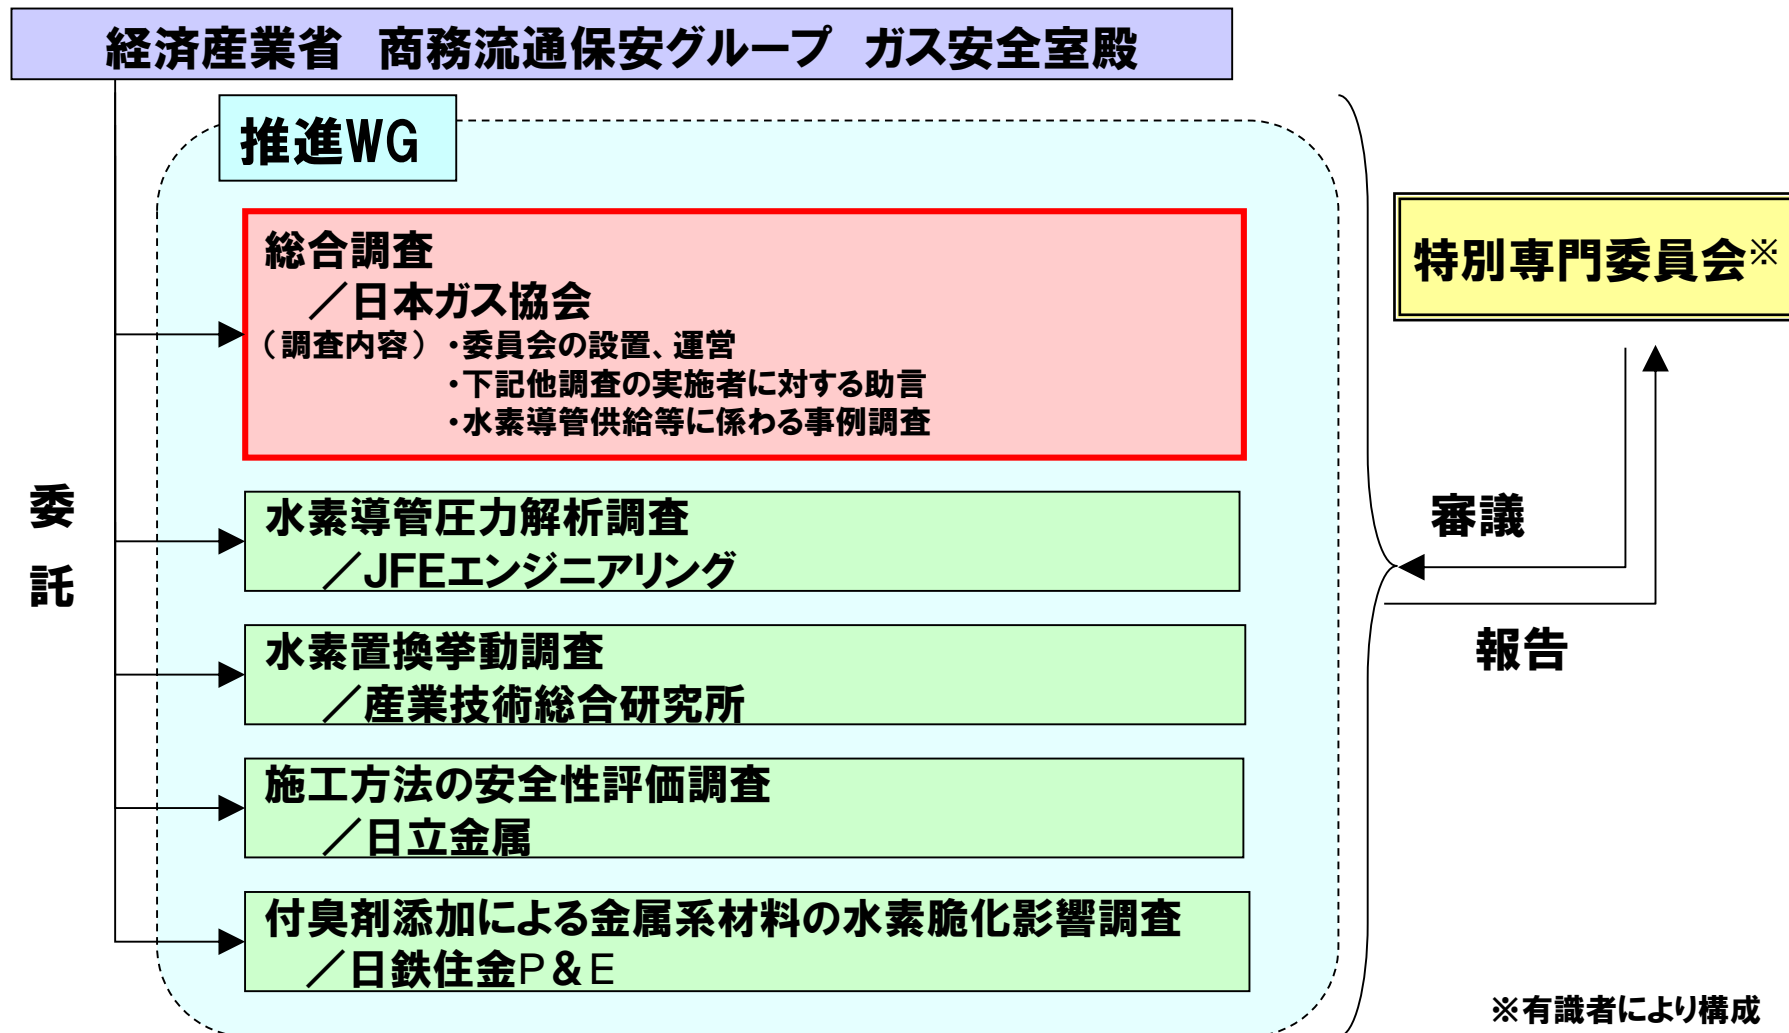 経済産業省　商務流通保安グループ　ガス安全室殿
推進WG
総合調査
／日本ガス協会
（調査内容）・委員会の設置、運営
・下記他調査の実施者に対する助言
・水素導管供給等に係わる事例調査
水素導管圧力解析調査
／JFEエンジニアリング
水素置換挙動調査
／産業技術総合研究所
施工方法の安全性評価調査
／日立金属
付臭剤添加による金属系材料の水素脆化影響調査
／日鉄住金P＆E
委
託
特別専門委員会※
審議
報告
※有識者により構成